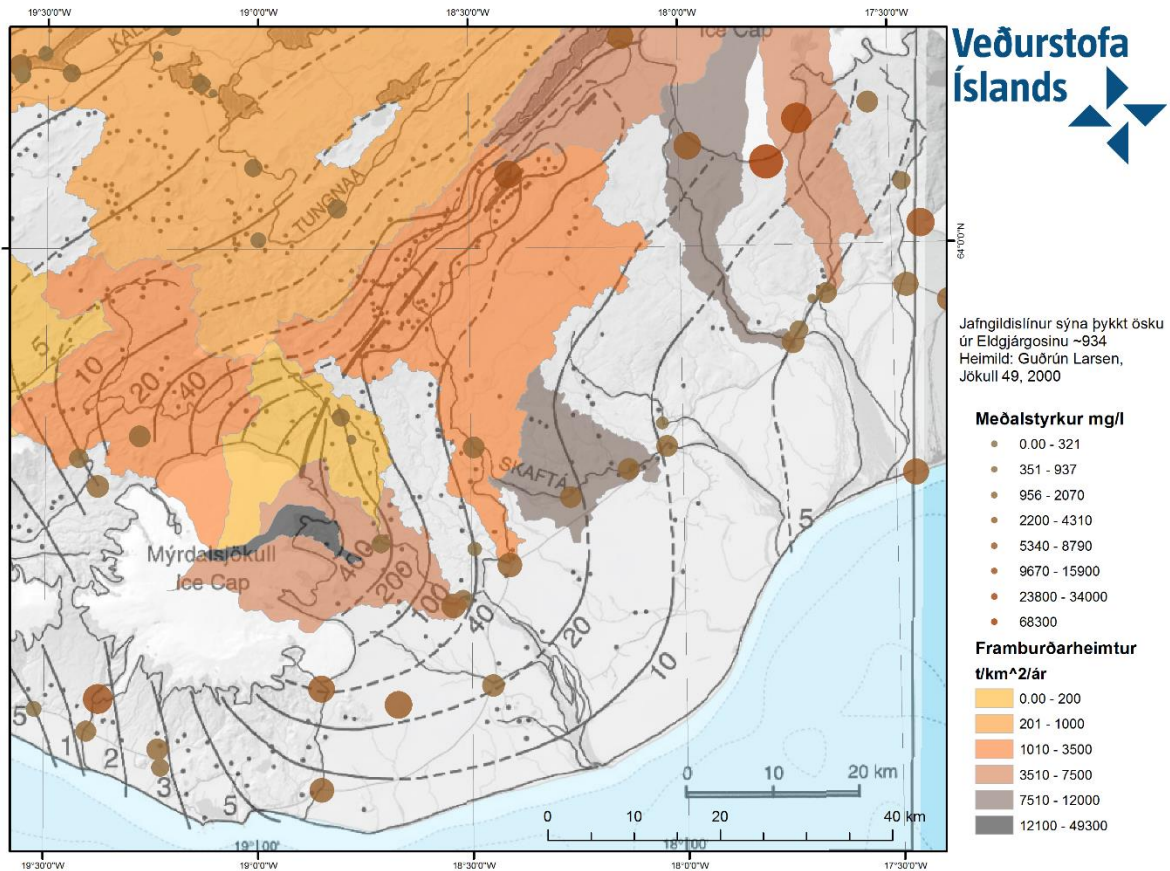 19°30'0"W
19°0'0"W
18°30'0"W
18°0'0"W
17°30'0"W
Veðurstofa
Íslands
Ice Cap
TUNGNAÁ
64°0'0"N
Jafngildislínur sýna þykkt ösku
úr Eldgjárgosinu ~934
Heimild: Guðrún Larsen,
Jökull 49, 2000
5
10
20
40
Meðalstyrkur mg/l
0.00 - 321
351 - 937
956 - 2070
2200 - 4310
5340 - 8790
9670 - 15900
23800 - 34000
68300
SKAFTÁ
5
Mýrdalsjökull
Ice Cap
40
200
100
40
20
10
Framburðarheimtur
t/km^2/ár
0.00 - 200
201 - 1000
1010 - 3500
3510 - 7500
7510 - 12000
12100 - 49300
5
1
2
3
5
0 10 20 km
0 10 20 40 km
19°00'
18°00'
19°30'0"W
19°0'0"W
18°30'0"W
18°0'0"W
17°30'0"W